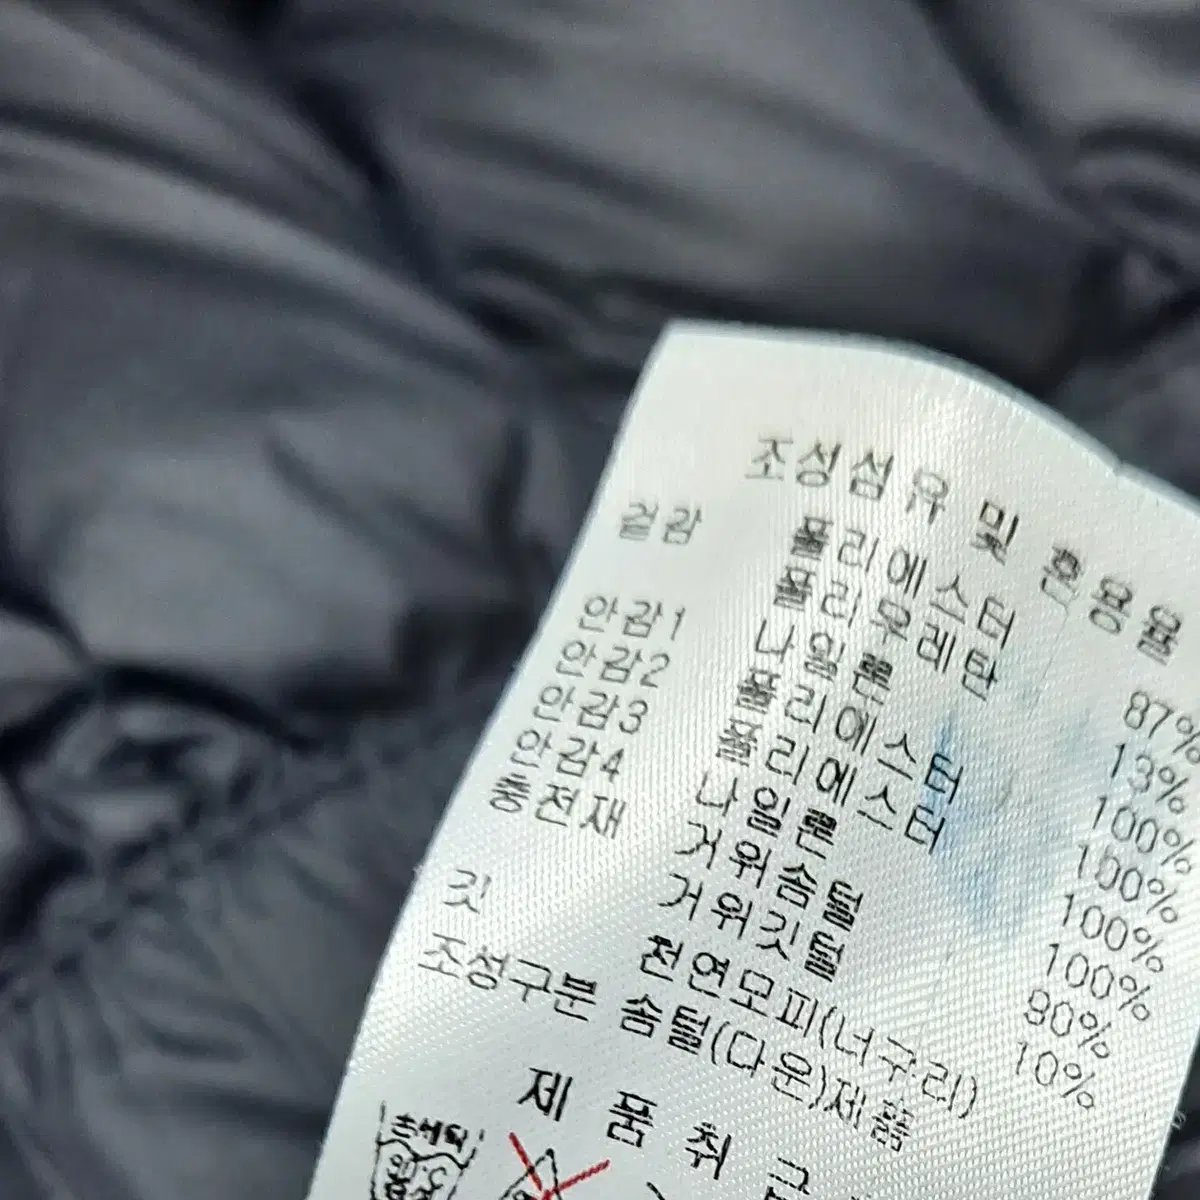 조성섬유 및 혼용율
겉감 폴리에스터 87%
폴리우레탄 13%
안감1 나일론 100%
안감2 폴리에스터 100%
안감3 폴리에스터 100%
안감4 나일론 100%
충전재 거위솜털 90%
거위깃털 10%
깃 천연모피(너구리)
조성구분 솜털(다운)제품
제 품 취